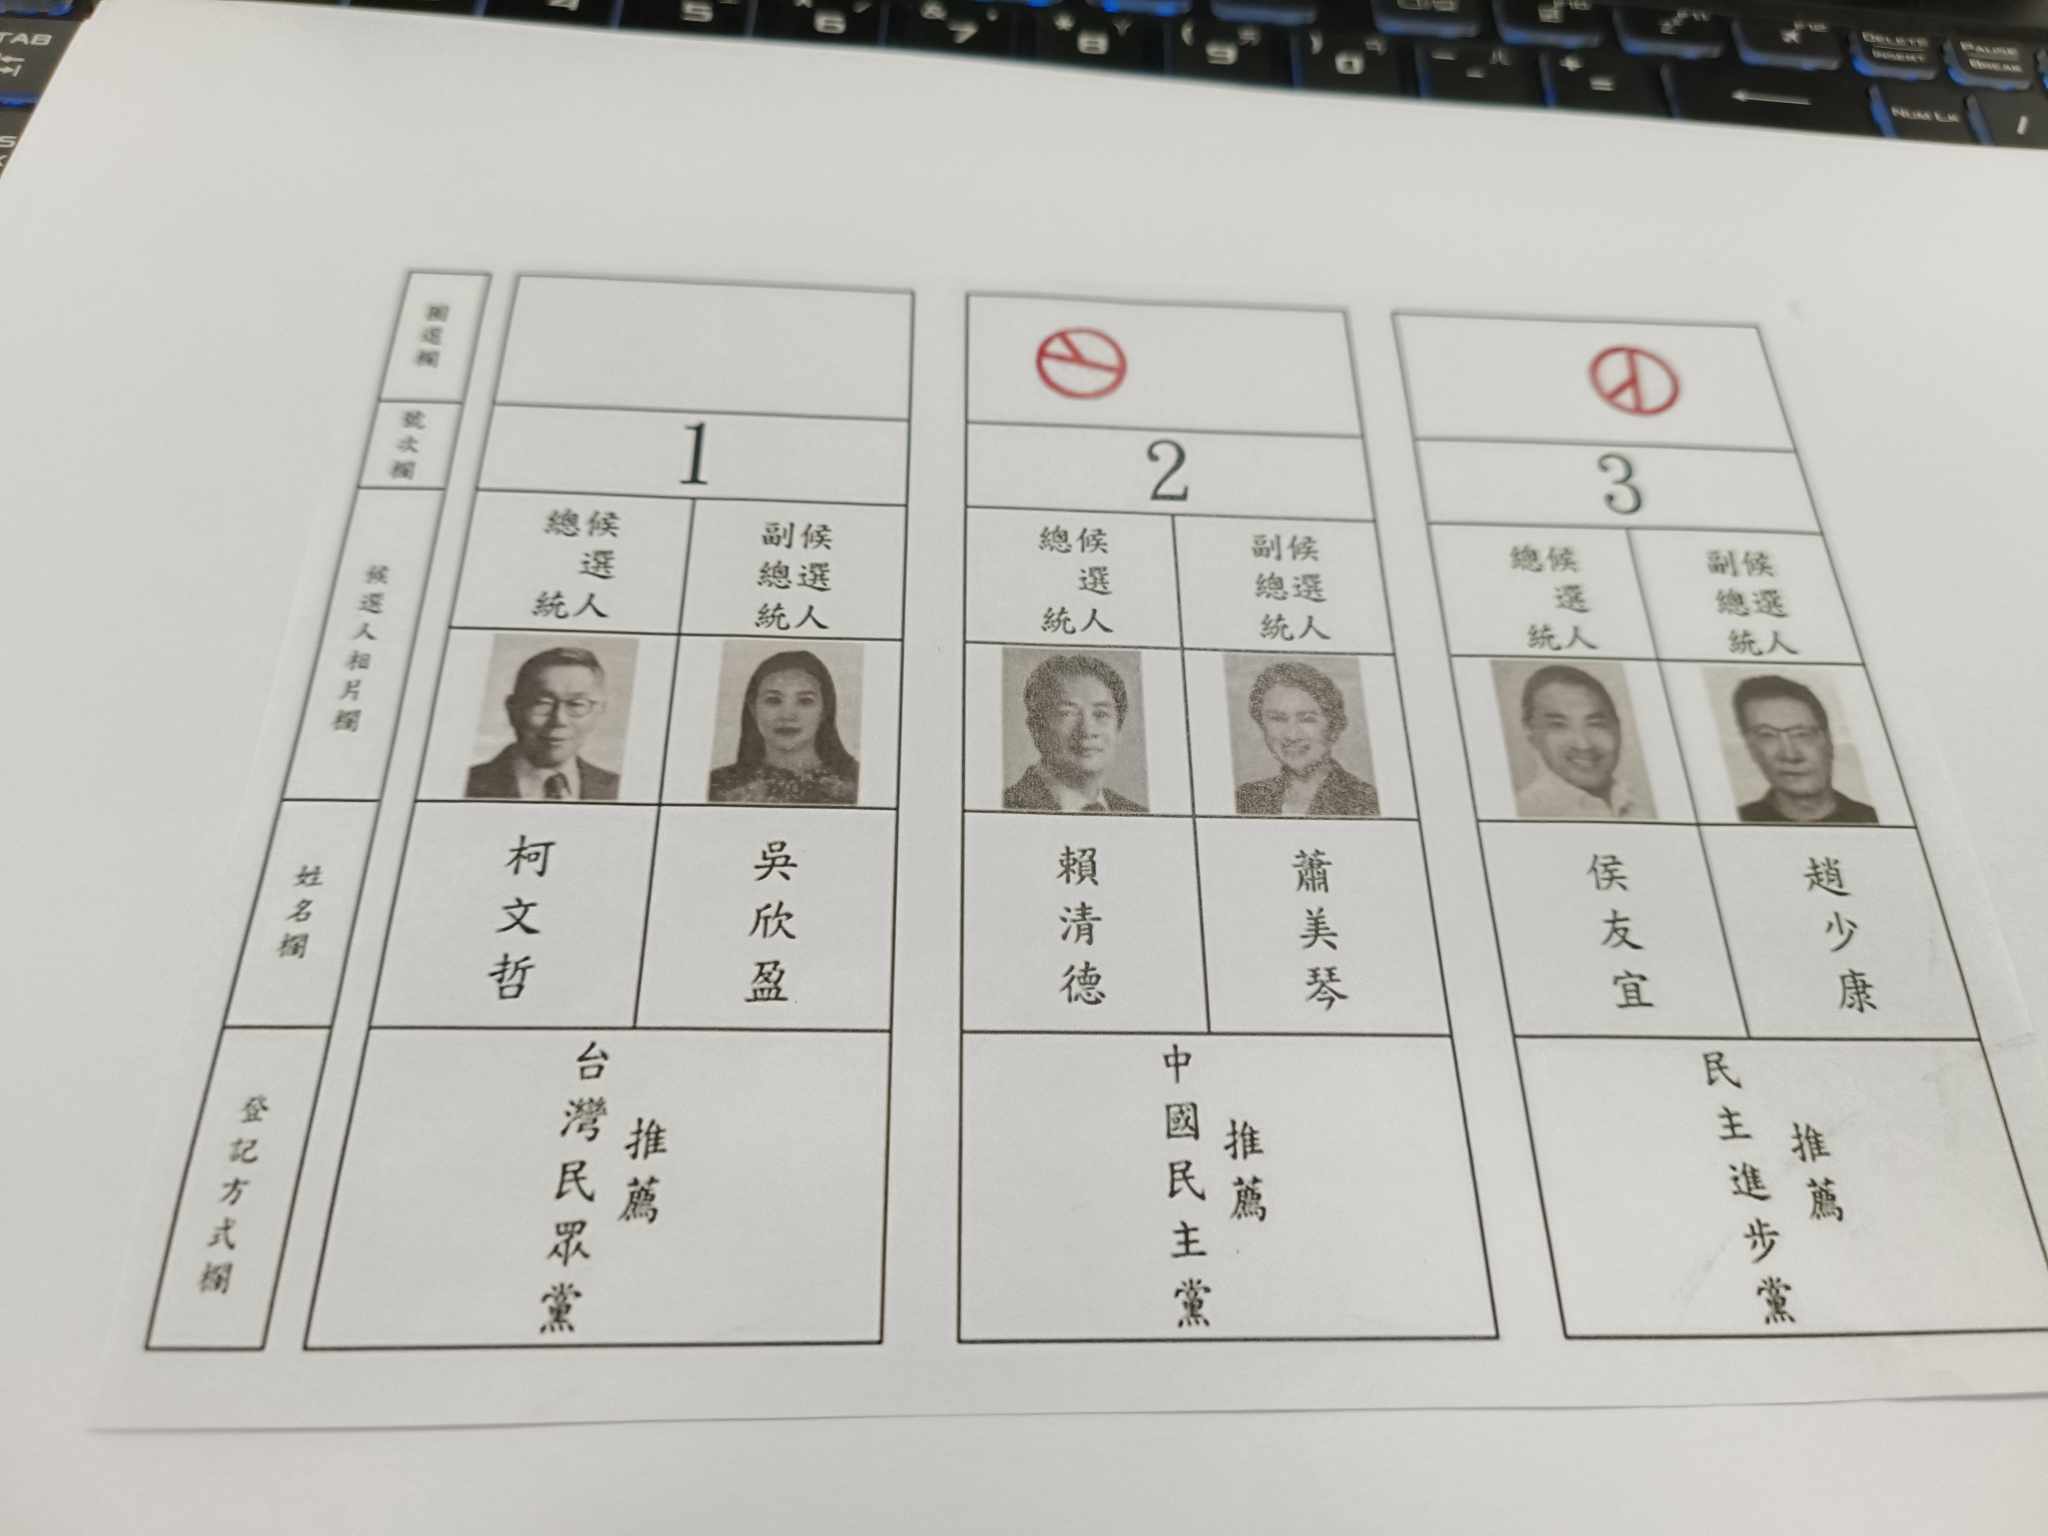 TAB
4
5
6
7
8
9
0
DELETE
INSERT
PAUSE
BREAK
NUM LK
圈選欄
號次欄
候選人相片欄
姓名欄
登記方式欄
1
總統
候選人
副總統
候選人
柯文哲
吳欣盈
台灣民眾黨
推薦
2
總統
候選人
副總統
候選人
賴清德
蕭美琴
中國民主黨
推薦
3
總統
候選人
副總統
候選人
侯友宜
趙少康
民主進步黨
推薦